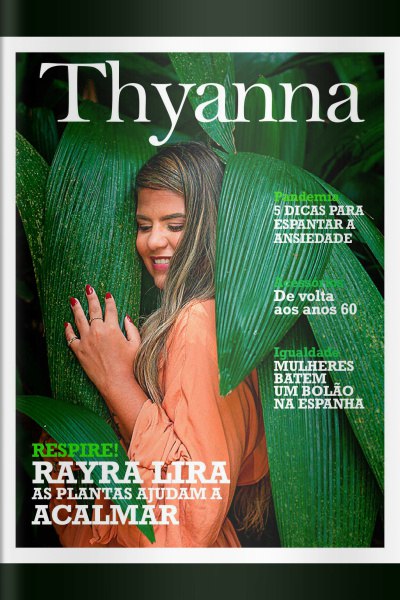 Thyanna
Pandemia
5 DICAS PARA
ESPANTAR A
ANSIEDADE
Acessórios
De volta
aos anos 60
Igualdade
MULHERES
BATEM
UM BOLÃO
NA ESPANHA
RESPIRE!
RAYRA LIRA
AS PLANTAS AJUDAM A
ACALMAR